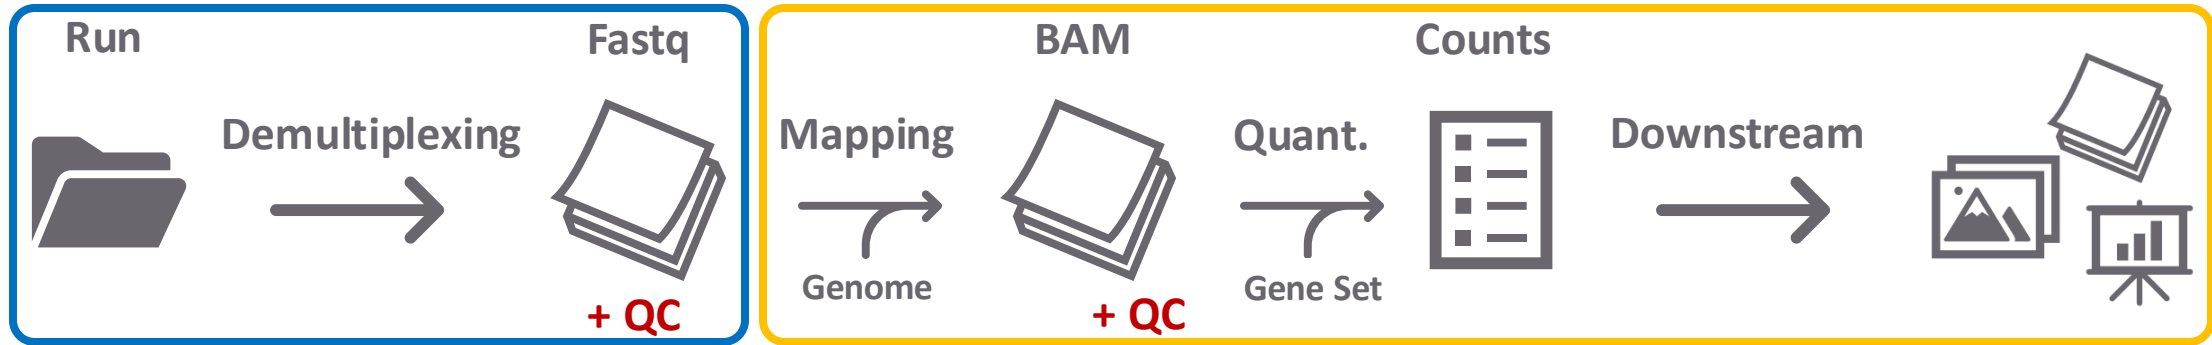 Run
Demultiplexing
Fastq
+ QC
Mapping
Genome
BAM
+ QC
Quant.
Gene Set
Counts
Downstream